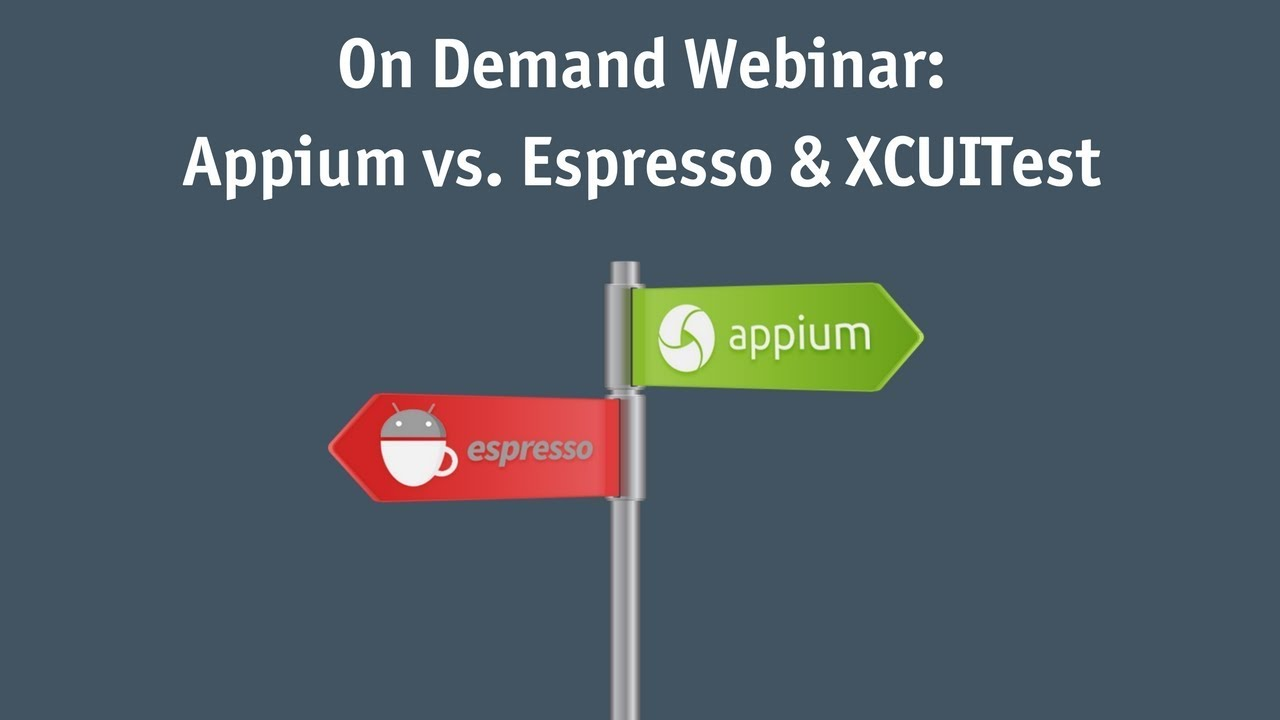 On Demand Webinar:
Appium vs. Espresso & XCUITest
appium
espresso